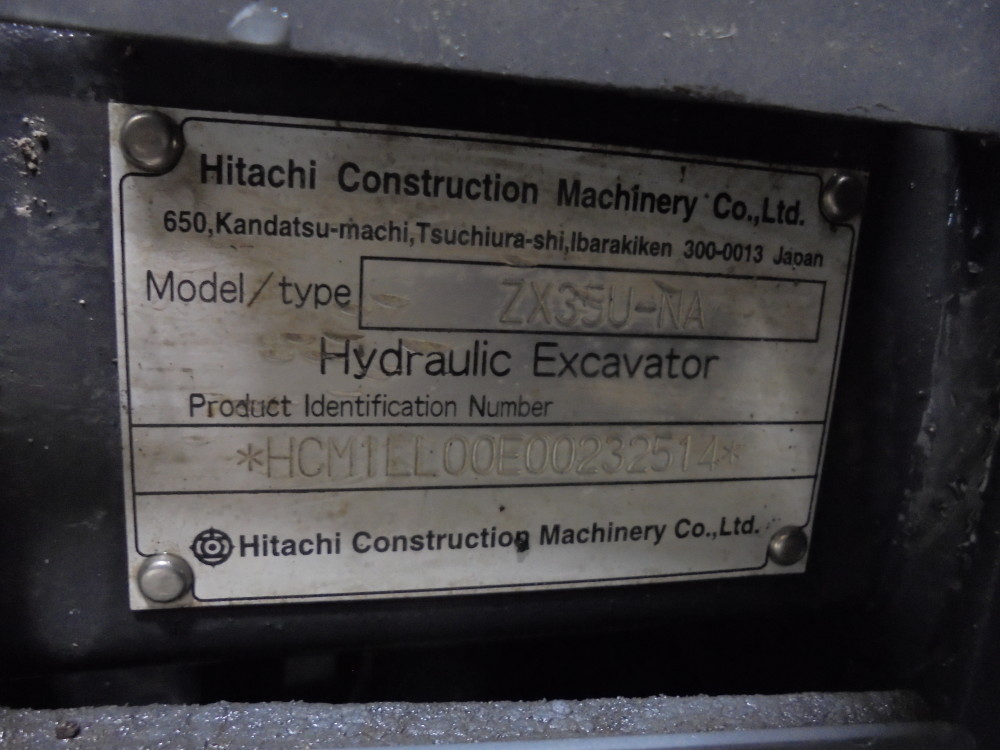 Hitachi Construction Machinery Co.,Ltd.
650,Kandatsu-machi,Tsuchiura-shi,Ibarakiken 300-0013 Japan
Model/type ZX35U-NA
Hydraulic Excavator
Product Identification Number
*HCM1LL00E00232514*
Hitachi Construction Machinery Co.,Ltd.